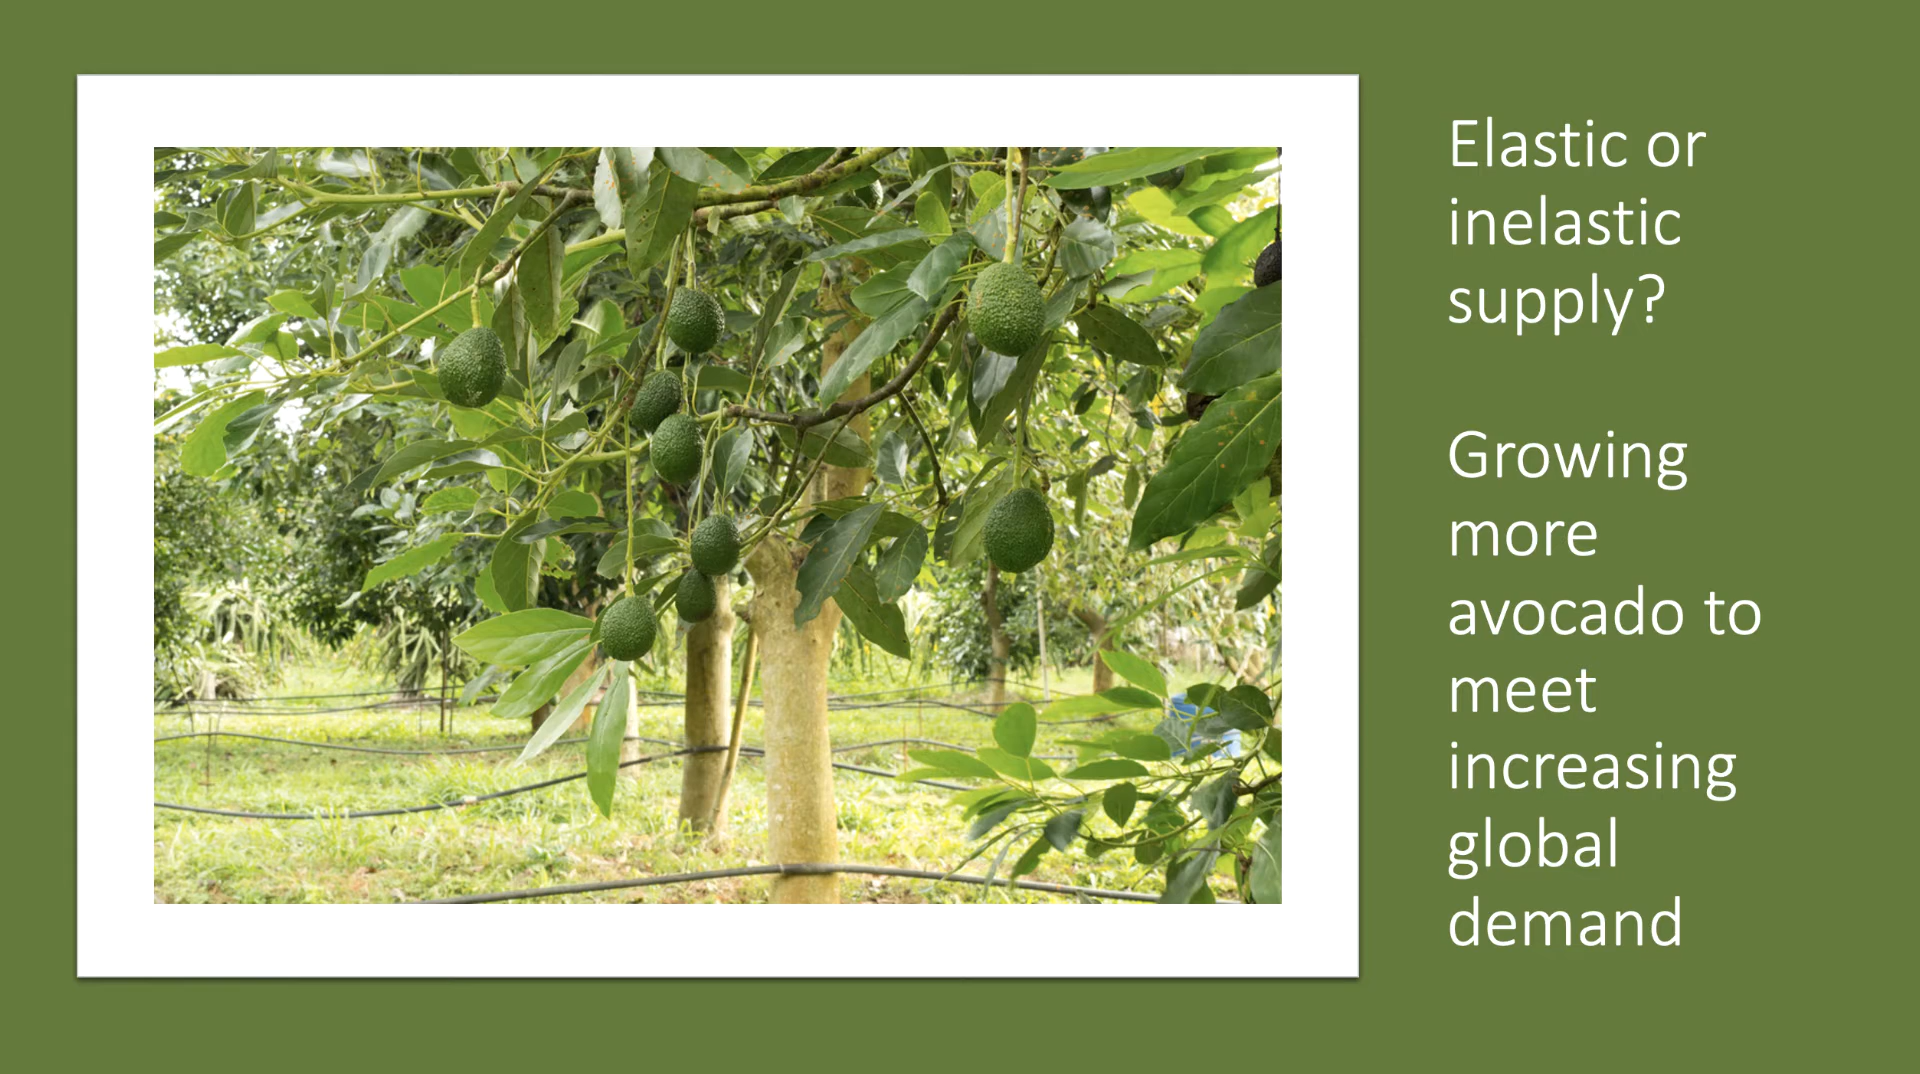 Elastic or
inelastic
supply?
Growing
more
avocado to
meet
increasing
global
demand